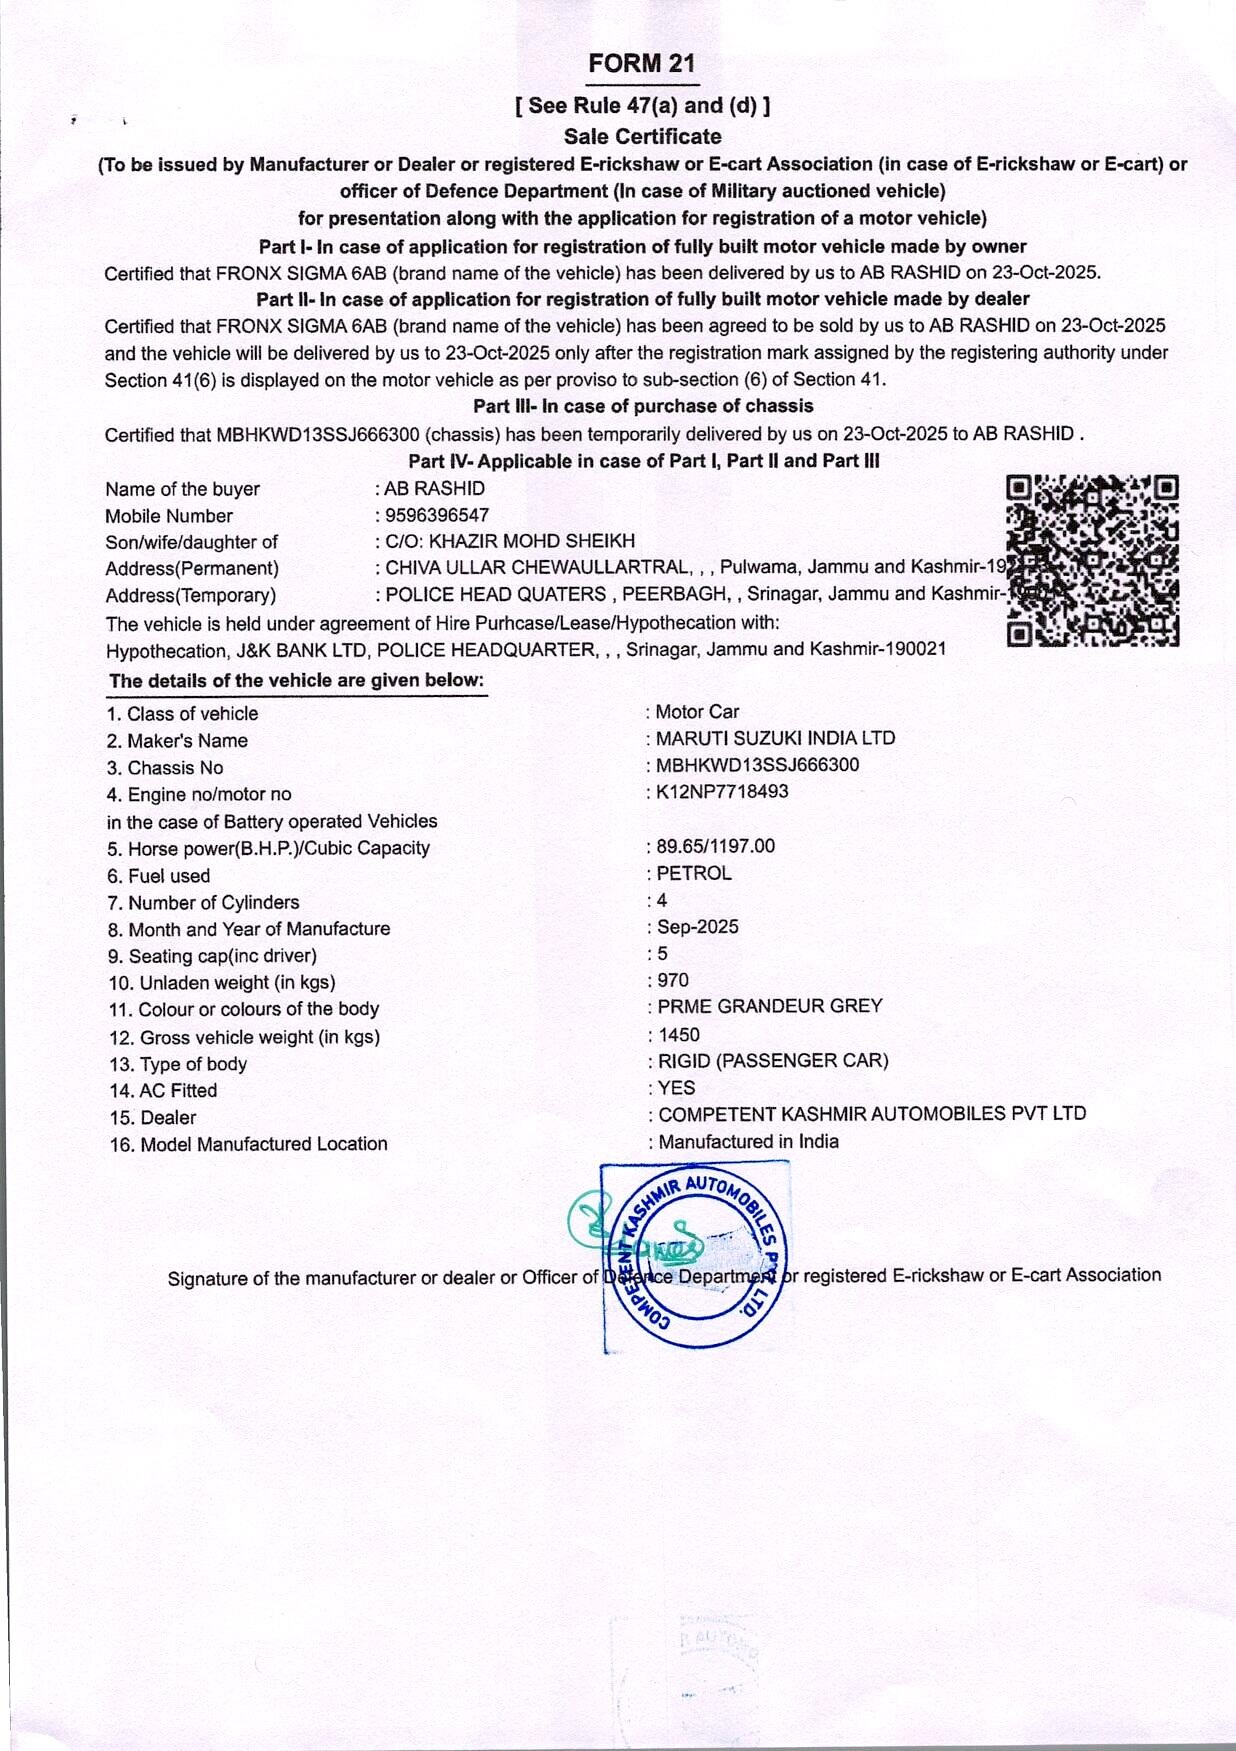 FORM 21
[ See Rule 47(a) and (d) ]
Sale Certificate
(To be issued by Manufacturer or Dealer or registered E-rickshaw or E-cart Association (in case of E-rickshaw or E-cart) or
officer of Defence Department (In case of Military auctioned vehicle)
for presentation along with the application for registration of a motor vehicle)
Part I- In case of application for registration of fully built motor vehicle made by owner
Certified that FRONX SIGMA 6AB (brand name of the vehicle) has been delivered by us to AB RASHID on 23-Oct-2025.
Part II- In case of application for registration of fully built motor vehicle made by dealer
Certified that FRONX SIGMA 6AB (brand name of the vehicle) has been agreed to be sold by us to AB RASHID on 23-Oct-2025
and the vehicle will be delivered by us to 23-Oct-2025 only after the registration mark assigned by the registering authority under
Section 41(6) is displayed on the motor vehicle as per proviso to sub-section (6) of Section 41.
Part III- In case of purchase of chassis
Certified that MBHKWD13SSJ666300 (chassis) has been temporarily delivered by us on 23-Oct-2025 to AB RASHID .
Part IV- Applicable in case of Part I, Part II and Part III
Name of the buyer : AB RASHID
Mobile Number : 9596396547
Son/wife/daughter of : C/O: KHAZIR MOHD SHEIKH
Address(Permanent) : CHIVA ULLAR CHEWAULLARTRAL, , , Pulwama, Jammu and Kashmir-
Address(Temporary) : POLICE HEAD QUATERS , PEERBAGH, , Srinagar, Jammu and Kashmir-
The vehicle is held under agreement of Hire Purhcase/Lease/Hypothecation with:
Hypothecation, J&K BANK LTD, POLICE HEADQUARTER, , , Srinagar, Jammu and Kashmir-190021
The details of the vehicle are given below:
1. Class of vehicle : Motor Car
2. Maker's Name : MARUTI SUZUKI INDIA LTD
3. Chassis No : MBHKWD13SSJ666300
4. Engine no/motor no : K12NP7718493
in the case of Battery operated Vehicles
5. Horse power(B.H.P.)/Cubic Capacity : 89.65/1197.00
6. Fuel used : PETROL
7. Number of Cylinders : 4
8. Month and Year of Manufacture : Sep-2025
9. Seating cap(inc driver) : 5
10. Unladen weight (in kgs) : 970
11. Colour or colours of the body : PRME GRANDEUR GREY
12. Gross vehicle weight (in kgs) : 1450
13. Type of body : RIGID (PASSENGER CAR)
14. AC Fitted : YES
15. Dealer : COMPETENT KASHMIR AUTOMOBILES PVT LTD
16. Model Manufactured Location : Manufactured in India
COMPETENT KASHMIR AUTOMOBILES PVT. LTD.
Signature of the manufacturer or dealer or Officer of Defence Department or registered E-rickshaw or E-cart Association